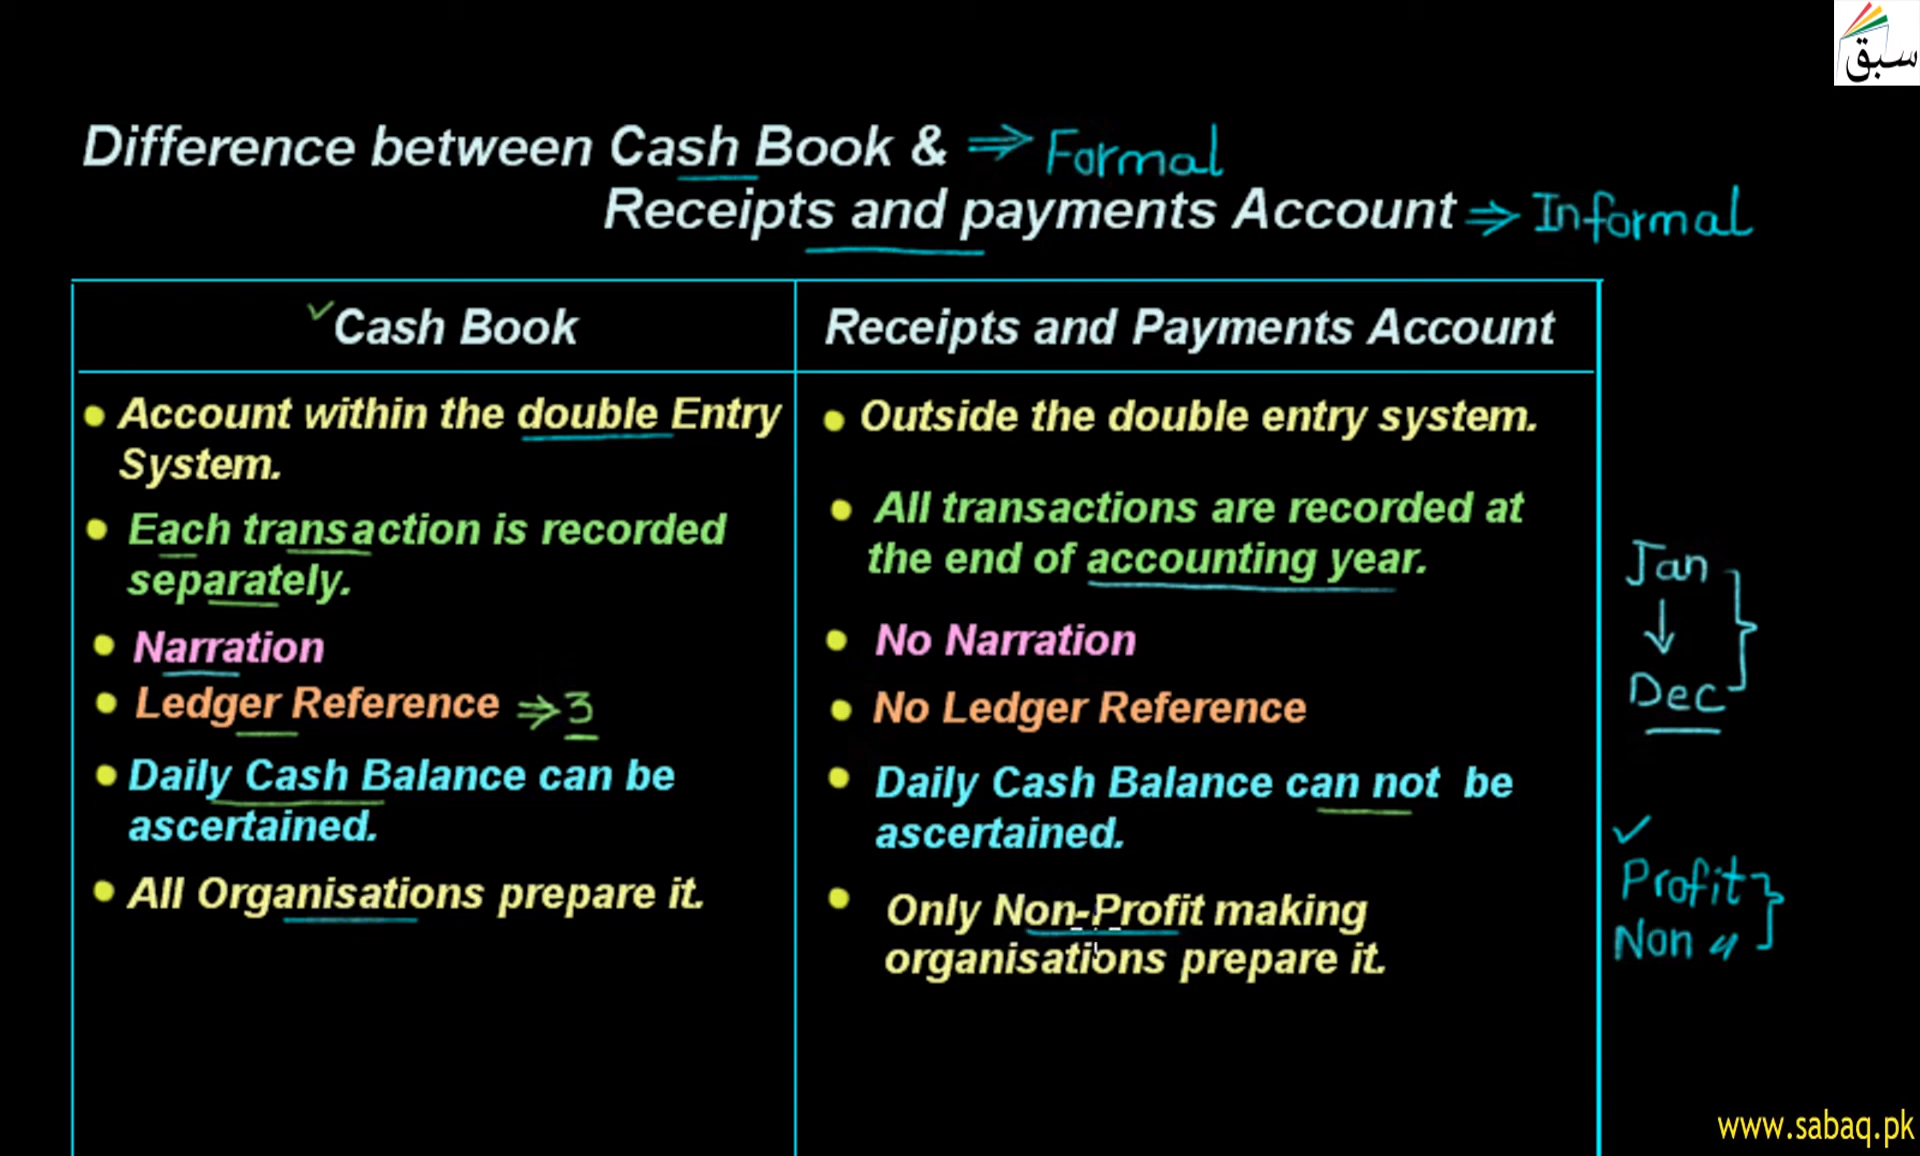 سبق
Difference between Cash Book & ⇒ Formal
Receipts and payments Account ⇒ Informal
✓ Cash Book
Receipts and Payments Account
• Account within the double Entry
System.
• Each transaction is recorded
separately.
• Narration
• Ledger Reference ⇒ 3
• Daily Cash Balance can be
ascertained.
• All Organisations prepare it.
• Outside the double entry system.
• All transactions are recorded at
the end of accounting year.
• No Narration
• No Ledger Reference
• Daily Cash Balance can not be
ascertained.
• Only Non-Profit making
organisations prepare it.
Jan
↓
Dec
✓
Profit
Non "
www.sabaq.pk